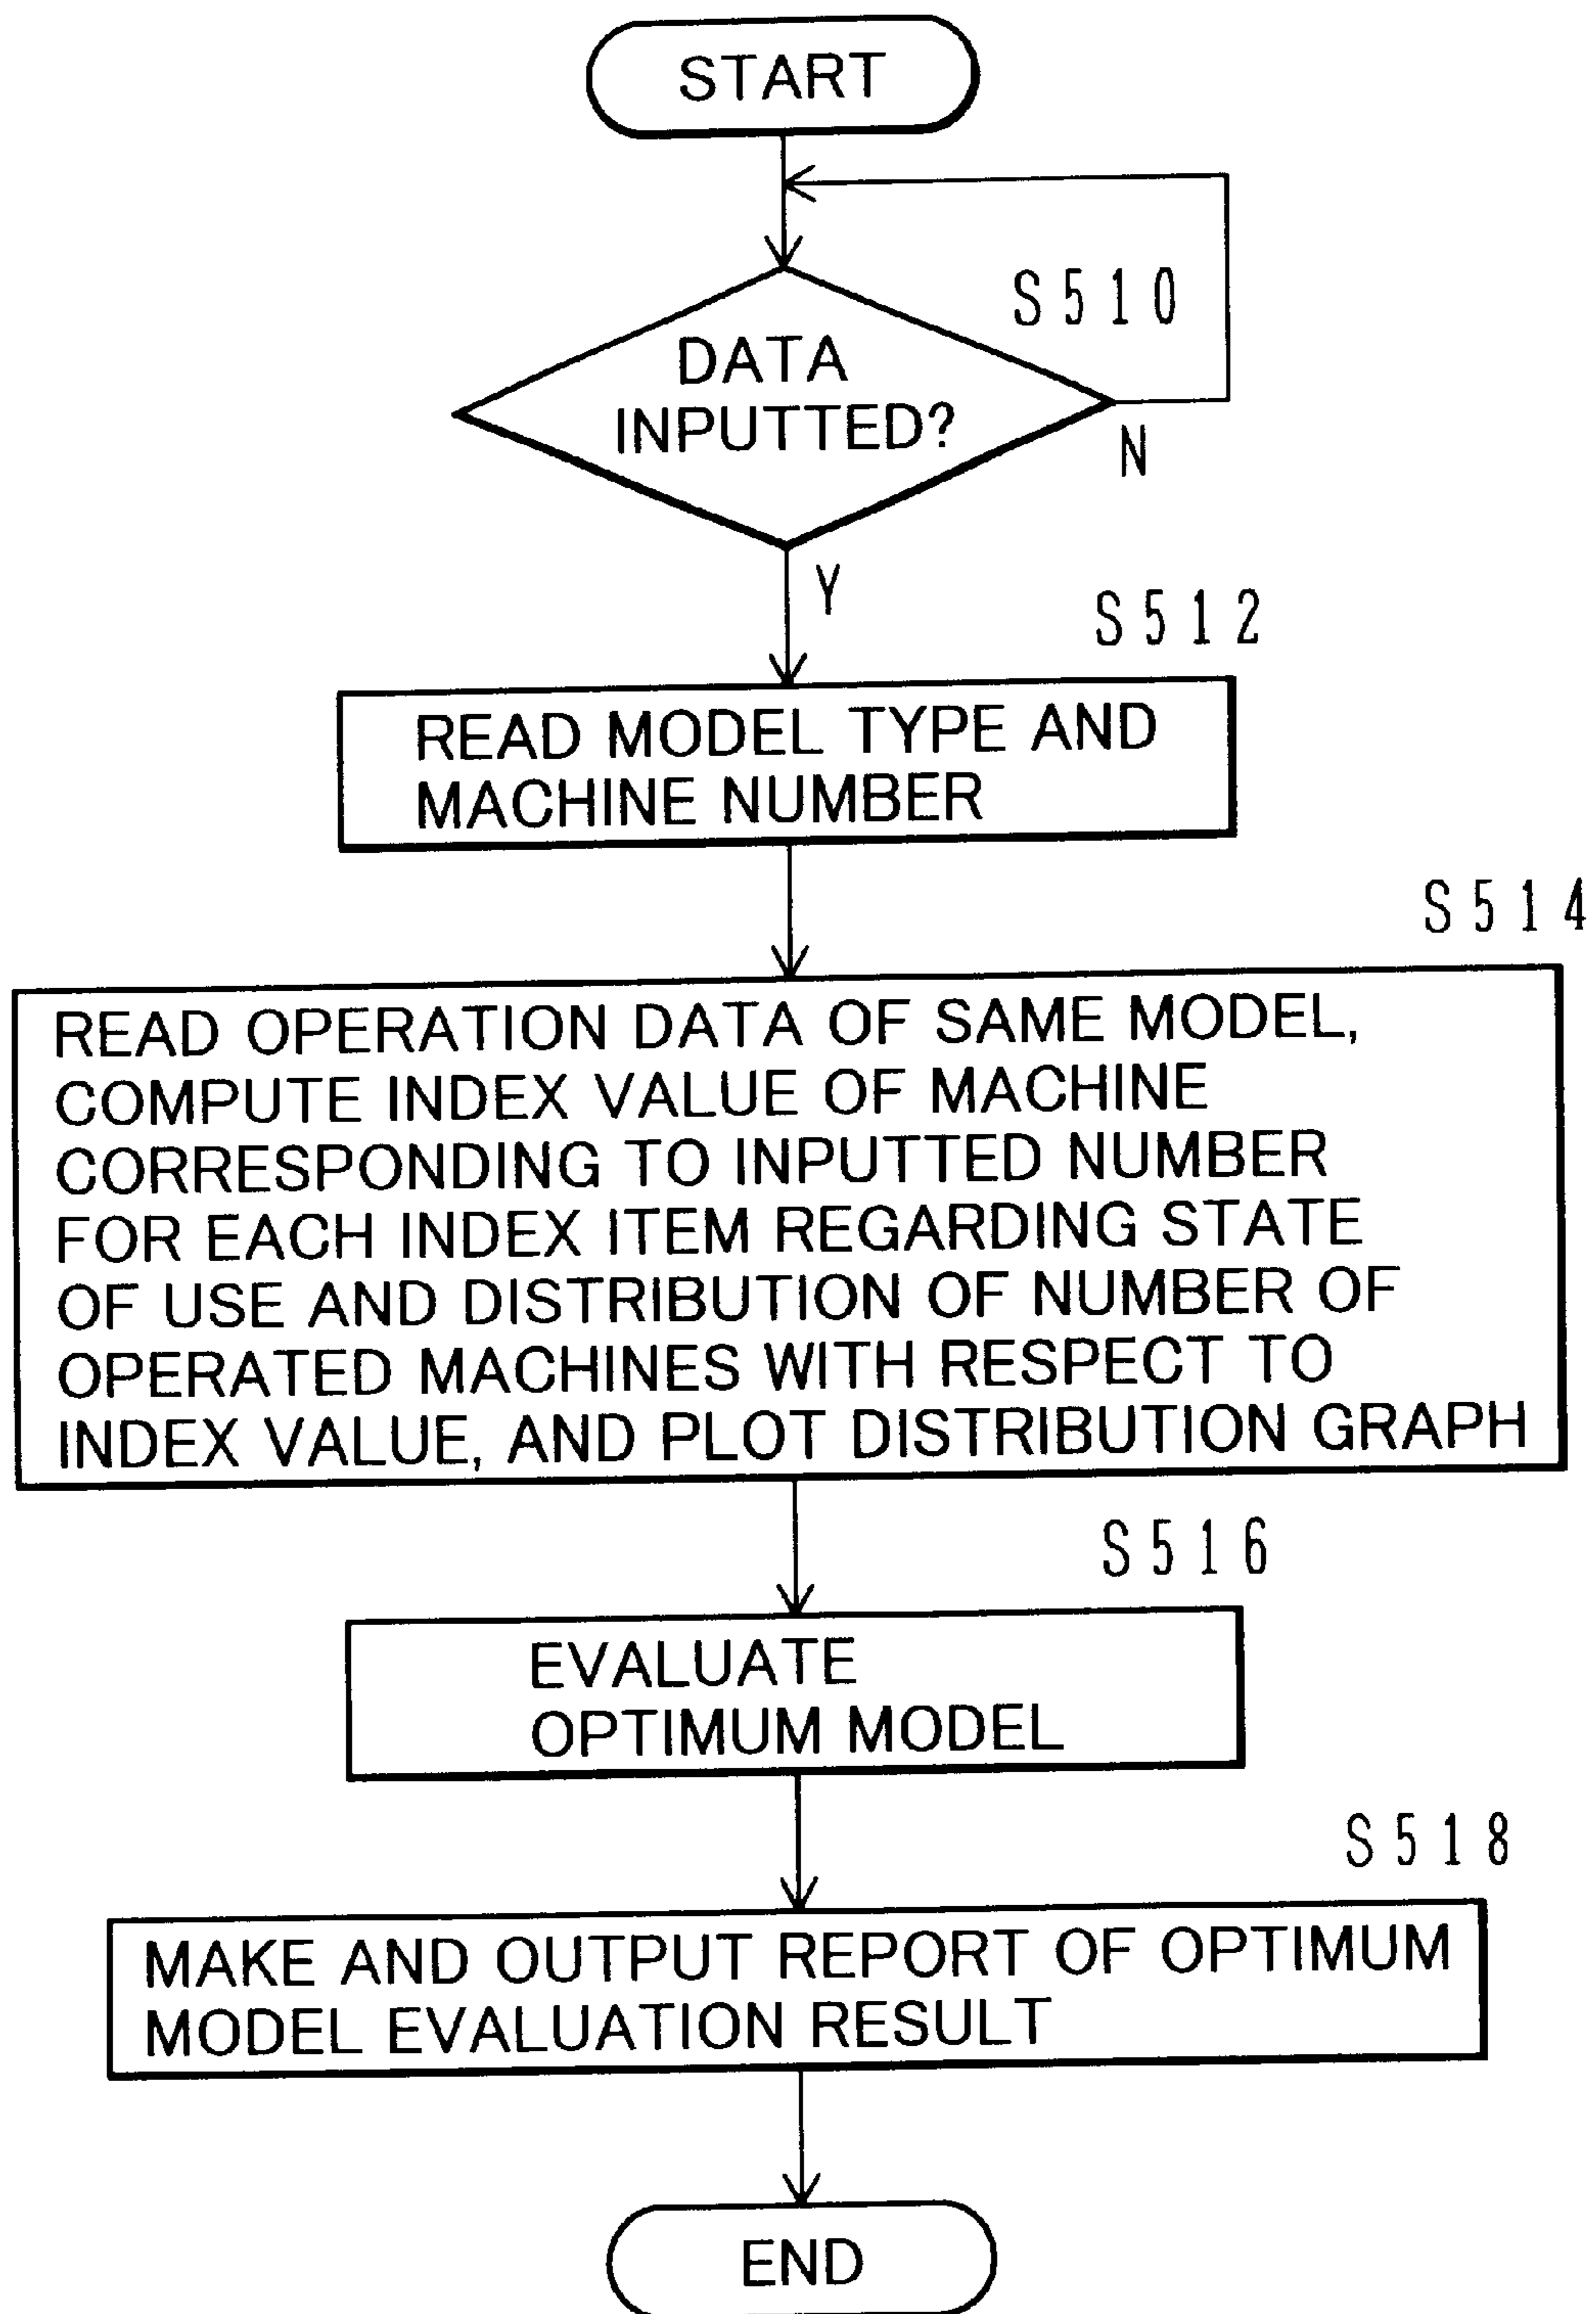 START
S510
DATA
INPUTTED?
N
Y
S512
READ MODEL TYPE AND
MACHINE NUMBER
S514
READ OPERATION DATA OF SAME MODEL,
COMPUTE INDEX VALUE OF MACHINE
CORRESPONDING TO INPUTTED NUMBER
FOR EACH INDEX ITEM REGARDING STATE
OF USE AND DISTRIBUTION OF NUMBER OF
OPERATED MACHINES WITH RESPECT TO
INDEX VALUE, AND PLOT DISTRIBUTION GRAPH
S516
EVALUATE
OPTIMUM MODEL
S518
MAKE AND OUTPUT REPORT OF OPTIMUM
MODEL EVALUATION RESULT
END